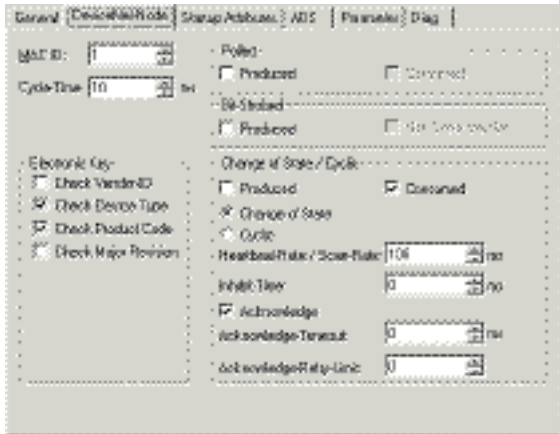 General DeviceNet Node Startup Attributes ADS Parameter Diag
MAC ID: 1
Cycle-Time: 10 ms
Polled
Produced Consumed
Bit-Strobed
Produced
Electronic Key
Check Vendor-ID
Check Device Type
Check Product Code
Check Major Revision
Change of State / Cyclic
Produced Consumed
Change of State
Cyclic
Heartbeat-Rate / Scan-Rate: ms
Inhibit-Time: 0 ms
Acknowledge
Acknowledge-Timeout: 0 ms
Acknowledge-Retry-Limit: 0